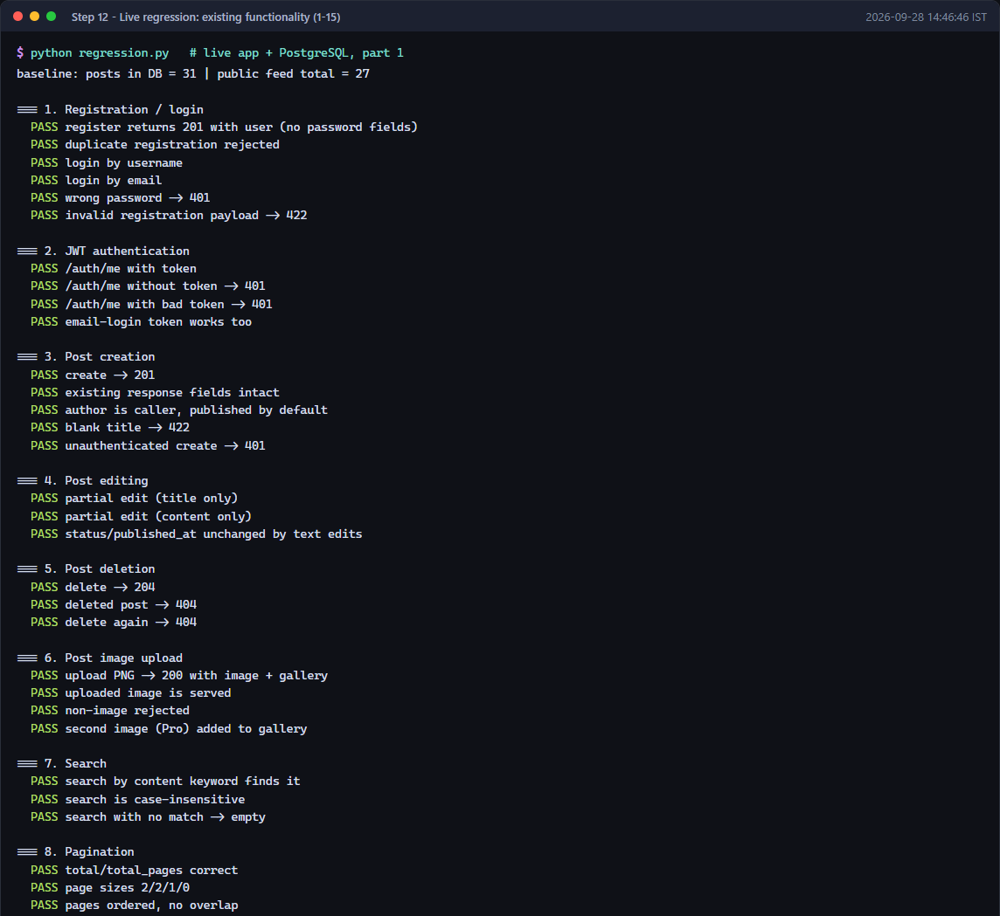 Step 12 - Live regression: existing functionality (1-15)
2026-09-28 14:46:46 IST
$ python regression.py   # live app + PostgreSQL, part 1
baseline: posts in DB = 31 | public feed total = 27
=== 1. Registration / login
PASS register returns 201 with user (no password fields)
PASS duplicate registration rejected
PASS login by username
PASS login by email
PASS wrong password -> 401
PASS invalid registration payload -> 422
=== 2. JWT authentication
PASS /auth/me with token
PASS /auth/me without token -> 401
PASS /auth/me with bad token -> 401
PASS email-login token works too
=== 3. Post creation
PASS create -> 201
PASS existing response fields intact
PASS author is caller, published by default
PASS blank title -> 422
PASS unauthenticated create -> 401
=== 4. Post editing
PASS partial edit (title only)
PASS partial edit (content only)
PASS status/published_at unchanged by text edits
=== 5. Post deletion
PASS delete -> 204
PASS deleted post -> 404
PASS delete again -> 404
=== 6. Post image upload
PASS upload PNG -> 200 with image + gallery
PASS uploaded image is served
PASS non-image rejected
PASS second image (Pro) added to gallery
=== 7. Search
PASS search by content keyword finds it
PASS search is case-insensitive
PASS search with no match -> empty
=== 8. Pagination
PASS total/total_pages correct
PASS page sizes 2/2/1/0
PASS pages ordered, no overlap